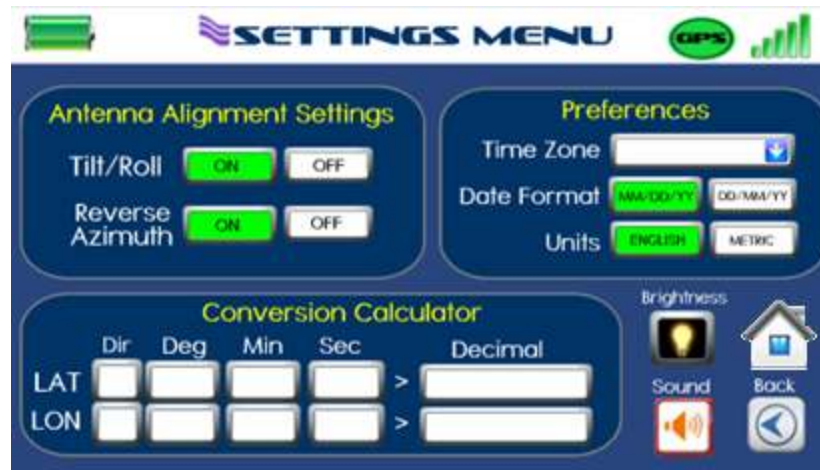 SETTINGS MENU
GPS
Antenna Alignment Settings
Tilt/Roll ON OFF
Reverse
Azimuth ON OFF
Preferences
Time Zone
Date Format MM/DD/YY DD/MM/YY
Units ENGLISH METRIC
Conversion Calculator
Dir Deg Min Sec Decimal
LAT >
LON >
Brightness
Sound Back